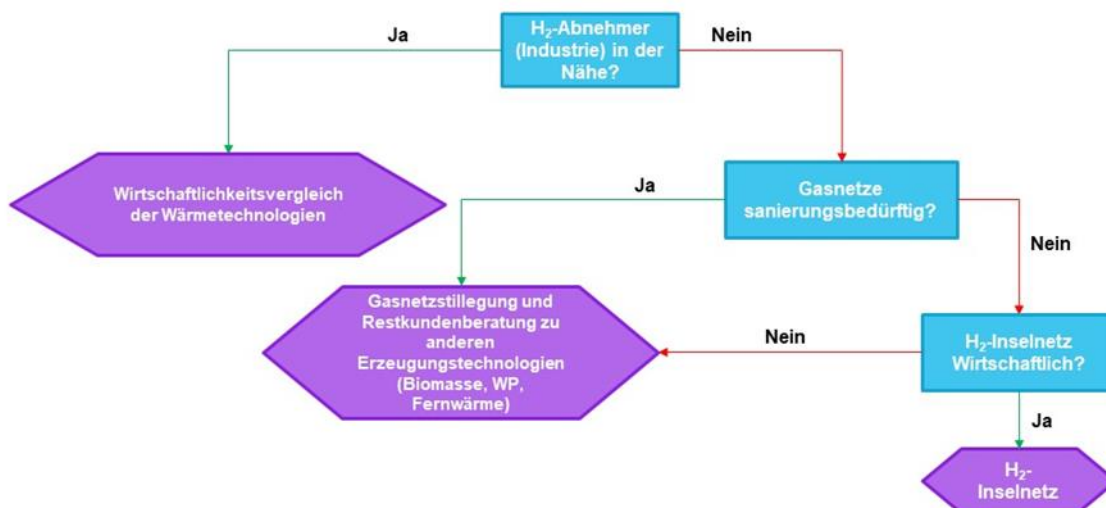 H₂-Abnehmer
(Industrie) in der
Nähe?
Ja
Nein
Wirtschaftlichkeitsvergleich
der Wärmetechnologien
Gasnetze
sanierungsbedürftig?
Ja
Nein
Gasnetzstillegung und
Restkundenberatung zu
anderen
Erzeugungstechnologien
(Biomasse, WP,
Fernwärme)
H₂-Inselnetz
Wirtschaftlich?
Nein
Ja
H₂-
Inselnetz